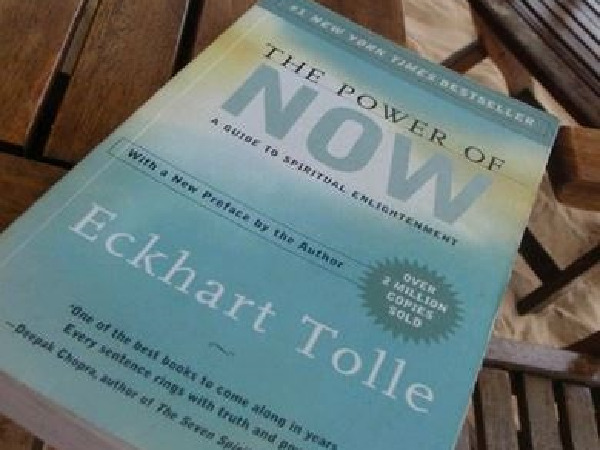 #1 NEW YORK TIMES BESTSELLER
THE POWER OF
NOW
A GUIDE TO SPIRITUAL ENLIGHTENMENT
With a New Preface by the Author
OVER
2 MILLION
COPIES
SOLD
Eckhart Tolle
"One of the best books to come along in years.
Every sentence rings with truth and
—Deepak Chopra, author of The Seven